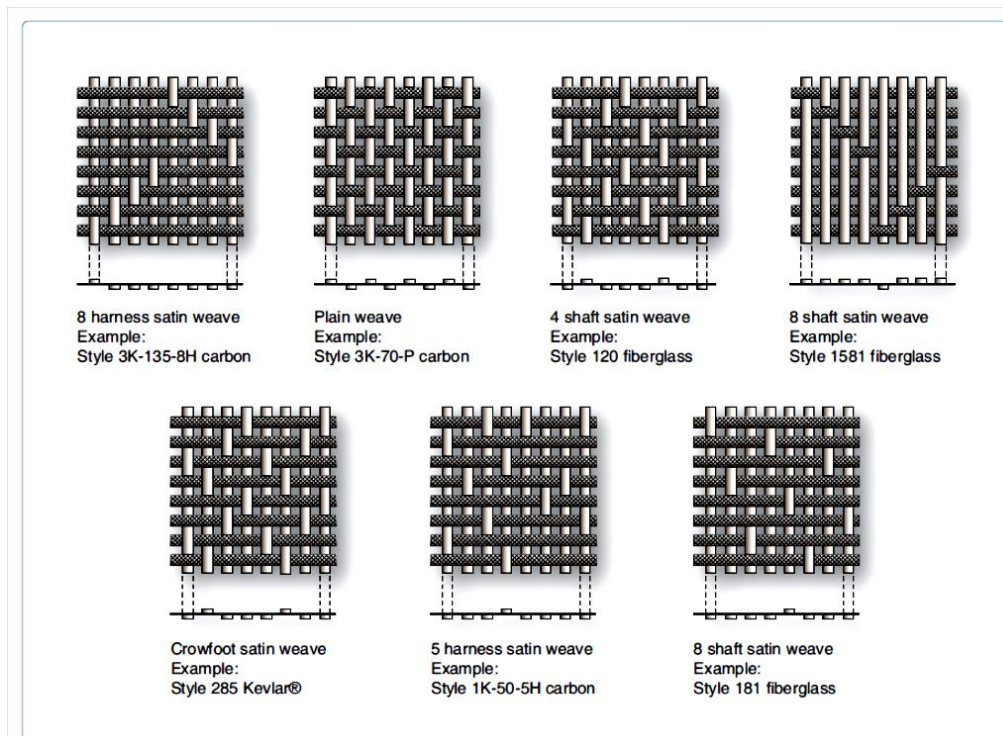 8 harness satin weave
Example:
Style 3K-135-8H carbon
Plain weave
Example:
Style 3K-70-P carbon
4 shaft satin weave
Example:
Style 120 fiberglass
8 shaft satin weave
Example:
Style 1581 fiberglass
Crowfoot satin weave
Example:
Style 285 Kevlar®
5 harness satin weave
Example:
Style 1K-50-5H carbon
8 shaft satin weave
Example:
Style 181 fiberglass